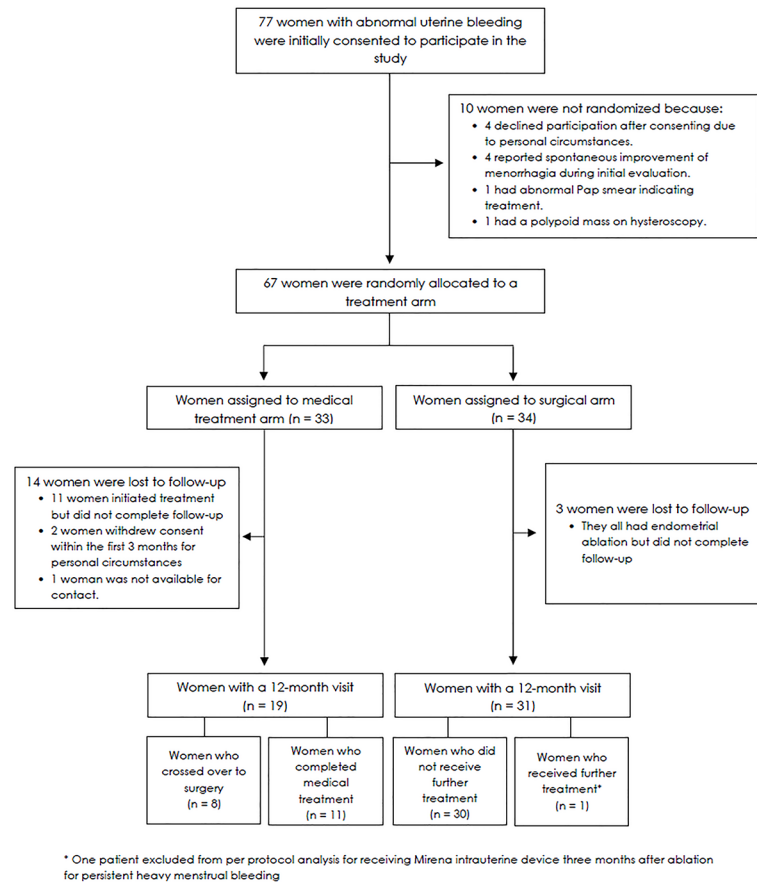 77 women with abnormal uterine bleeding
were initially consented to participate in the
study
10 women were not randomized because:
• 4 declined participation after consenting due
to personal circumstances.
• 4 reported spontaneous improvement of
menorrhagia during initial evaluation.
• 1 had abnormal Pap smear indicating
treatment.
• 1 had a polypoid mass on hysteroscopy.
67 women were randomly allocated to a
treatment arm
Women assigned to medical
treatment arm (n = 33)
Women assigned to surgical arm
(n = 34)
14 women were lost to follow-up
• 11 women initiated treatment
but did not complete follow-up
• 2 women withdrew consent
within the first 3 months for
personal circumstances
• 1 woman was not available for
contact.
3 women were lost to follow-up
• They all had endometrial
ablation but did not complete
follow-up
Women with a 12-month visit
(n = 19)
Women with a 12-month visit
(n = 31)
Women who
crossed over to
surgery
(n = 8)
Women who
completed
medical
treatment
(n = 11)
Women who did
not receive
further
treatment
(n = 30)
Women who
received further
treatment*
(n = 1)
* One patient excluded from per protocol analysis for receiving Mirena intrauterine device three months after ablation
for persistent heavy menstrual bleeding